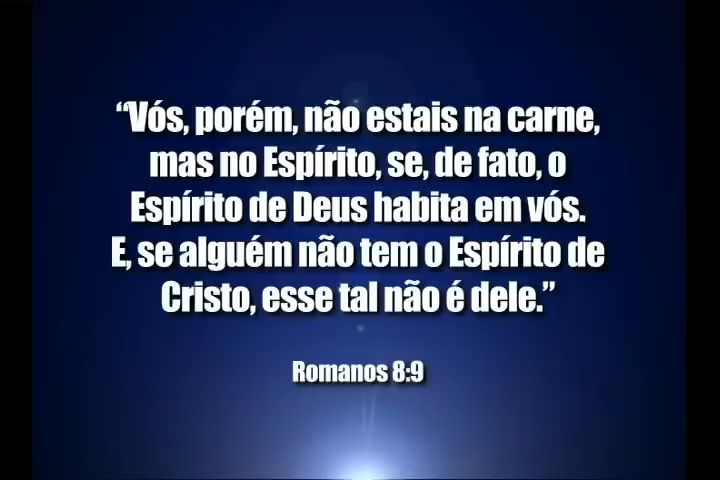 “Vós, porém, não estais na carne,
mas no Espírito, se, de fato, o
Espírito de Deus habita em vós.
E, se alguém não tem o Espírito de
Cristo, esse tal não é dele.”
Romanos 8:9